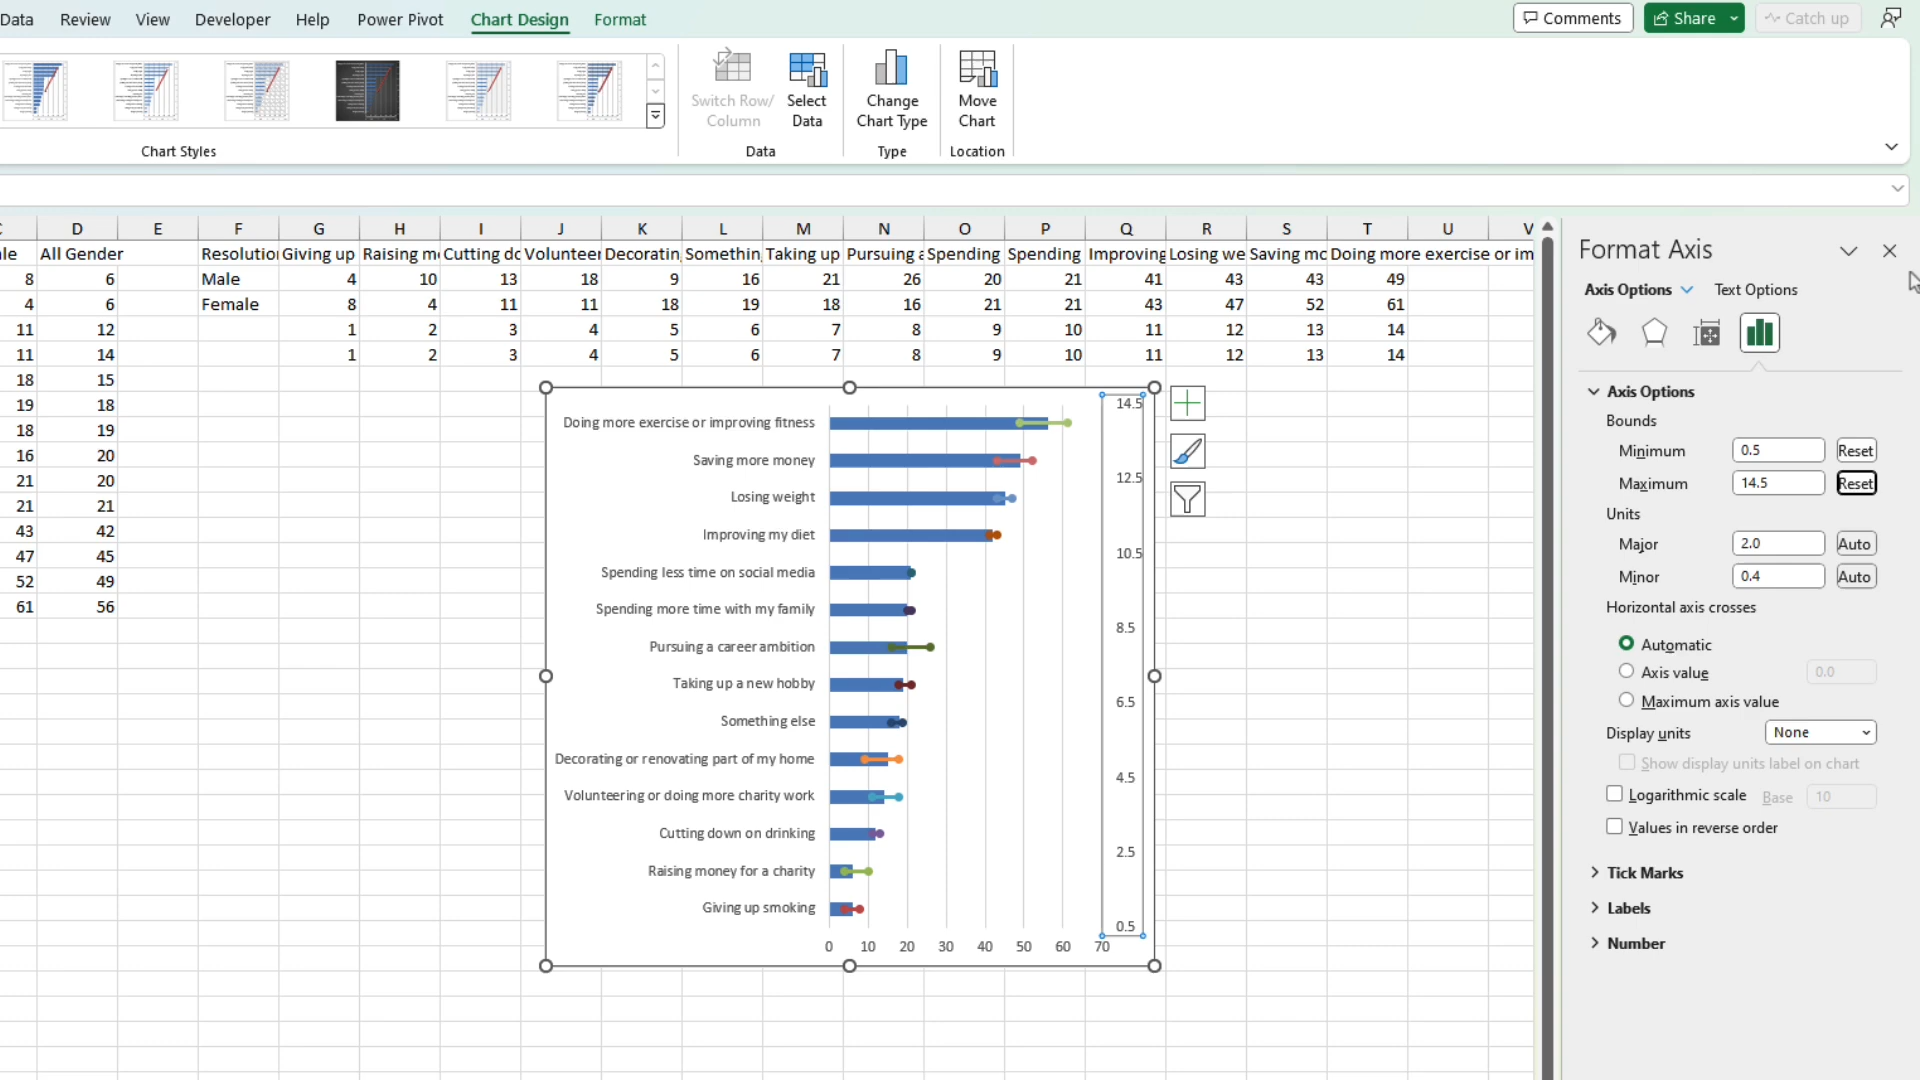 Data Review View Developer Help Power Pivot Chart Design Format Comments Share Catch up
Switch Row/ Column
Select Data
Change Chart Type
Move Chart
Chart Styles Data Type Location
D E F G H I J K L M N O P Q R S T U V
All Gender Giving up Cutting Taking up Pursuing Spending Spending Doing more exercise or im
8 6 Male 4 10 13 18 9 16 21 26 20 21 41 43 43 49
4 6 Female 8 4 11 11 18 19 18 16 21 21 43 47 52 61
11 12 1 2 3 4 5 6 7 8 9 10 11 12 13 14
11 14 1 2 3 4 5 6 7 8 9 10 11 12 13 14
18 15
19 18
18 19
16 20
21 20
21 21
43 42
47 45
52 49
61 56
Doing more exercise or improving fitness
Saving more money
Losing weight
Improving my diet
Spending less time on social media
Spending more time with my family
Pursuing a career ambition
Taking up a new hobby
Something else
Decorating or renovating part of my home
Volunteering or doing more charity work
Cutting down on drinking
Raising money for a charity
Giving up smoking
0 10 20 30 40 50 60 70
14.5
12.5
10.5
8.5
6.5
4.5
2.5
0.5
Format Axis
Axis Options Text Options
Axis Options
Bounds
Minimum 0.5 Reset
Maximum 14.5 Reset
Units
Major 2.0 Auto
Minor 0.4 Auto
Horizontal axis crosses
Automatic
Axis value 0.0
Maximum axis value
Display units None
Show display units label on chart
Logarithmic scale Base 10
Values in reverse order
Tick Marks
Labels
Number